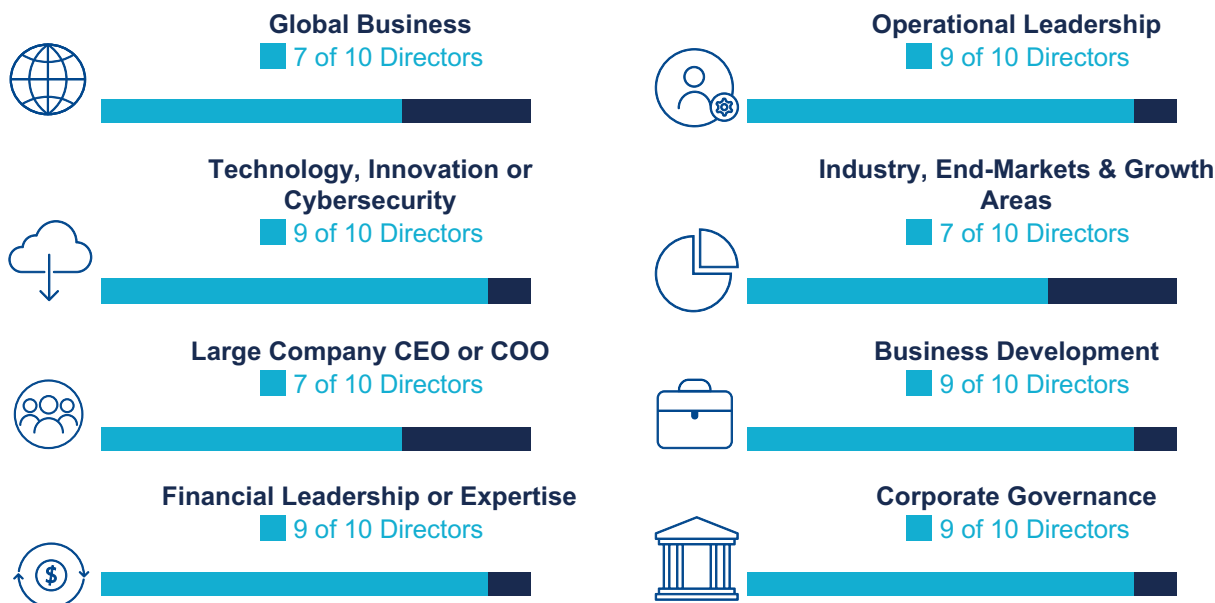 Global Business
7 of 10 Directors
Operational Leadership
9 of 10 Directors
Technology, Innovation or
Cybersecurity
9 of 10 Directors
Industry, End-Markets & Growth
Areas
7 of 10 Directors
Large Company CEO or COO
7 of 10 Directors
Business Development
9 of 10 Directors
Financial Leadership or Expertise
9 of 10 Directors
$
Corporate Governance
9 of 10 Directors